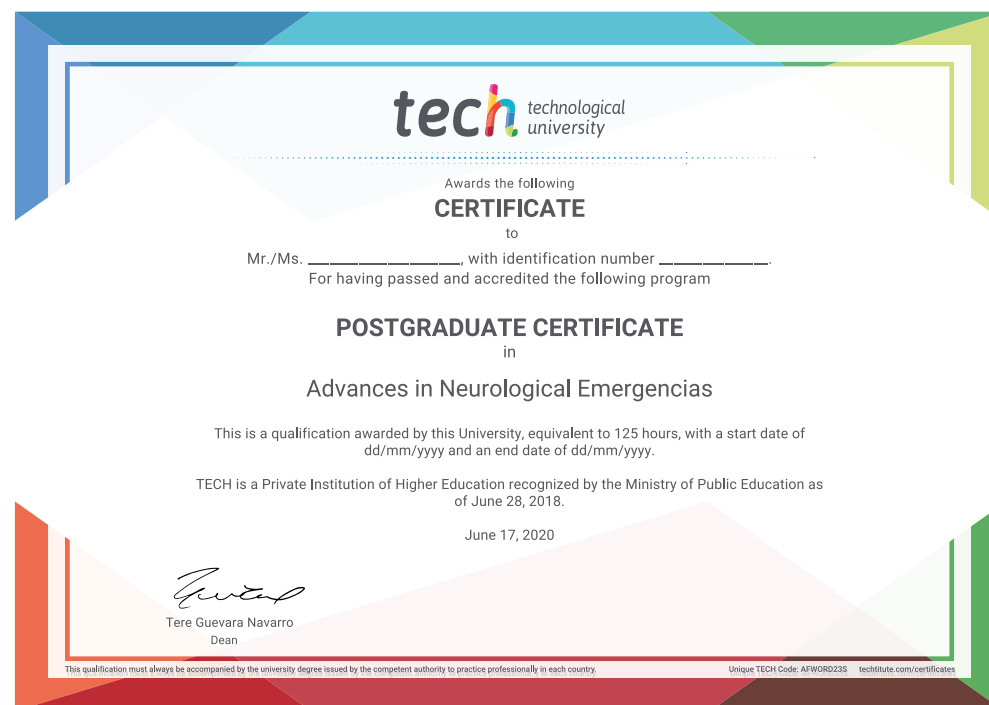 tech technological
university
Awards the following
CERTIFICATE
to
Mr./Ms. ____________________, with identification number ______________.
For having passed and accredited the following program
POSTGRADUATE CERTIFICATE
in
Advances in Neurological Emergencias
This is a qualification awarded by this University, equivalent to 125 hours, with a start date of
dd/mm/yyyy and an end date of dd/mm/yyyy.
TECH is a Private Institution of Higher Education recognized by the Ministry of Public Education as
of June 28, 2018.
June 17, 2020
Tere Guevara Navarro
Dean
This qualification must always be accompanied by the university degree issued by the competent authority to practice professionally in each country.
Unique TECH Code: AFWORD23S techtitute.com/certificates